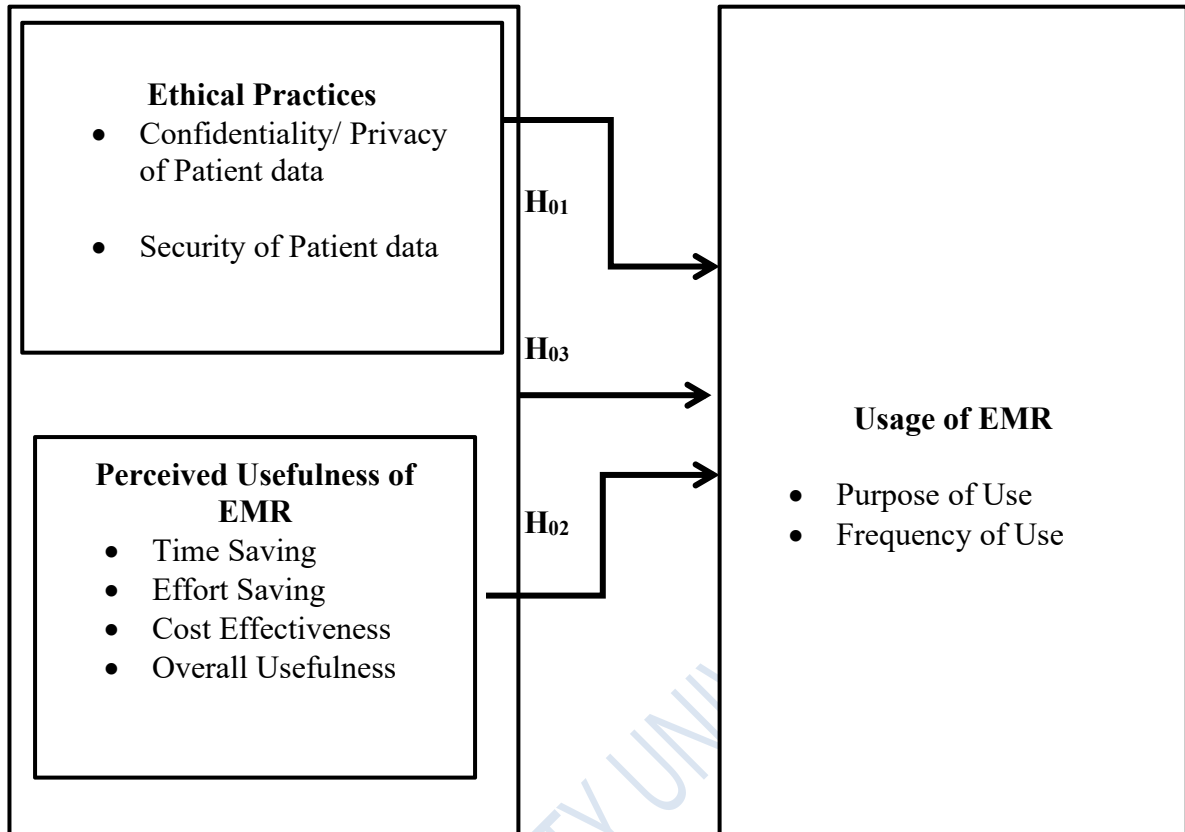 Ethical Practices
• Confidentiality/ Privacy
of Patient data
• Security of Patient data
H01
H03
Perceived Usefulness of
EMR
• Time Saving
• Effort Saving
• Cost Effectiveness
• Overall Usefulness
H02
Usage of EMR
• Purpose of Use
• Frequency of Use